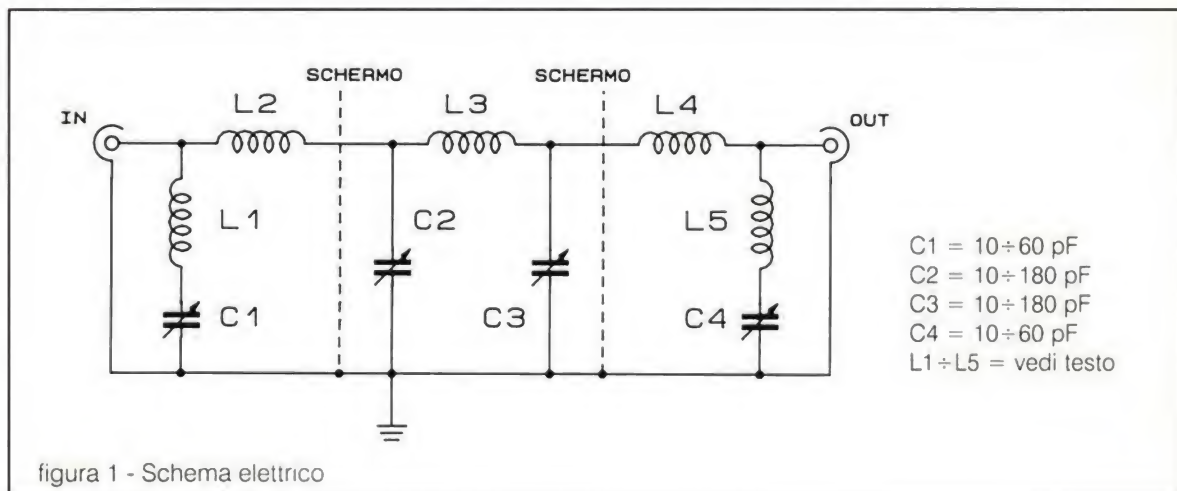 SCHERMO
SCHERMO
IN
L2
L3
L4
OUT
L1
C2
L5
C1
C3
C4
C1 = 10÷60 pF
C2 = 10÷180 pF
C3 = 10÷180 pF
C4 = 10÷60 pF
L1÷L5 = vedi testo
figura 1 - Schema elettrico